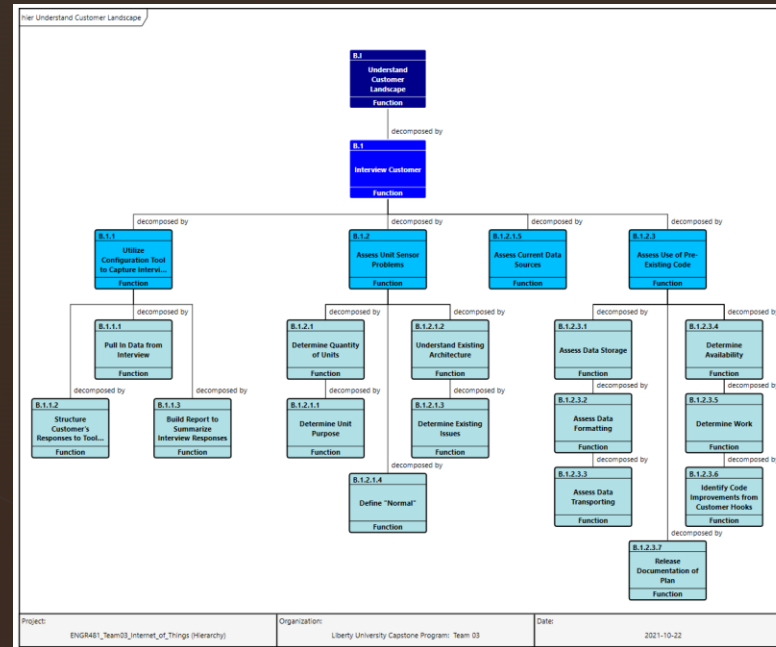 hier Understand Customer Landscape
B.I
Understand
Customer
Landscape
Function
decomposed by
B.1
Interview Customer
Function
decomposed by
decomposed by
decomposed by
decomposed by
B.1.1
Utilize
Configuration Tool
to Capture Intervi...
Function
B.1.2
Assess Unit Sensor
Problems
Function
B.1.2.1.5
Assess Current Data
Sources
Function
B.1.2.3
Assess Use of Pre-
Existing Code
Function
decomposed by
decomposed by
decomposed by
decomposed by
decomposed by
B.1.1.1
Pull In Data from
Interview
Function
B.1.2.1
Determine Quantity
of Units
Function
B.1.2.1.2
Understand Existing
Architecture
Function
B.1.2.3.1
Assess Data Storage
Function
B.1.2.3.4
Determine
Availability
Function
decomposed by
decomposed by
decomposed by
decomposed by
decomposed by
decomposed by
B.1.1.2
Structure
Customer's
Responses to Tool...
Function
B.1.1.3
Build Report to
Summarize
Interview Responses
Function
B.1.2.1.1
Determine Unit
Purpose
Function
B.1.2.1.3
Determine Existing
Issues
Function
B.1.2.3.2
Assess Data
Formatting
Function
B.1.2.3.5
Determine Work
Function
decomposed by
decomposed by
decomposed by
B.1.2.1.4
Define "Normal"
Function
B.1.2.3.3
Assess Data
Transporting
Function
B.1.2.3.6
Identify Code
Improvements from
Customer Hooks
Function
decomposed by
B.1.2.3.7
Release
Documentation of
Plan
Function
Project:
ENGR481_Team03_Internet_of_Things (Hierarchy)
Organization:
Liberty University Capstone Program: Team 03
Date:
2021-10-22